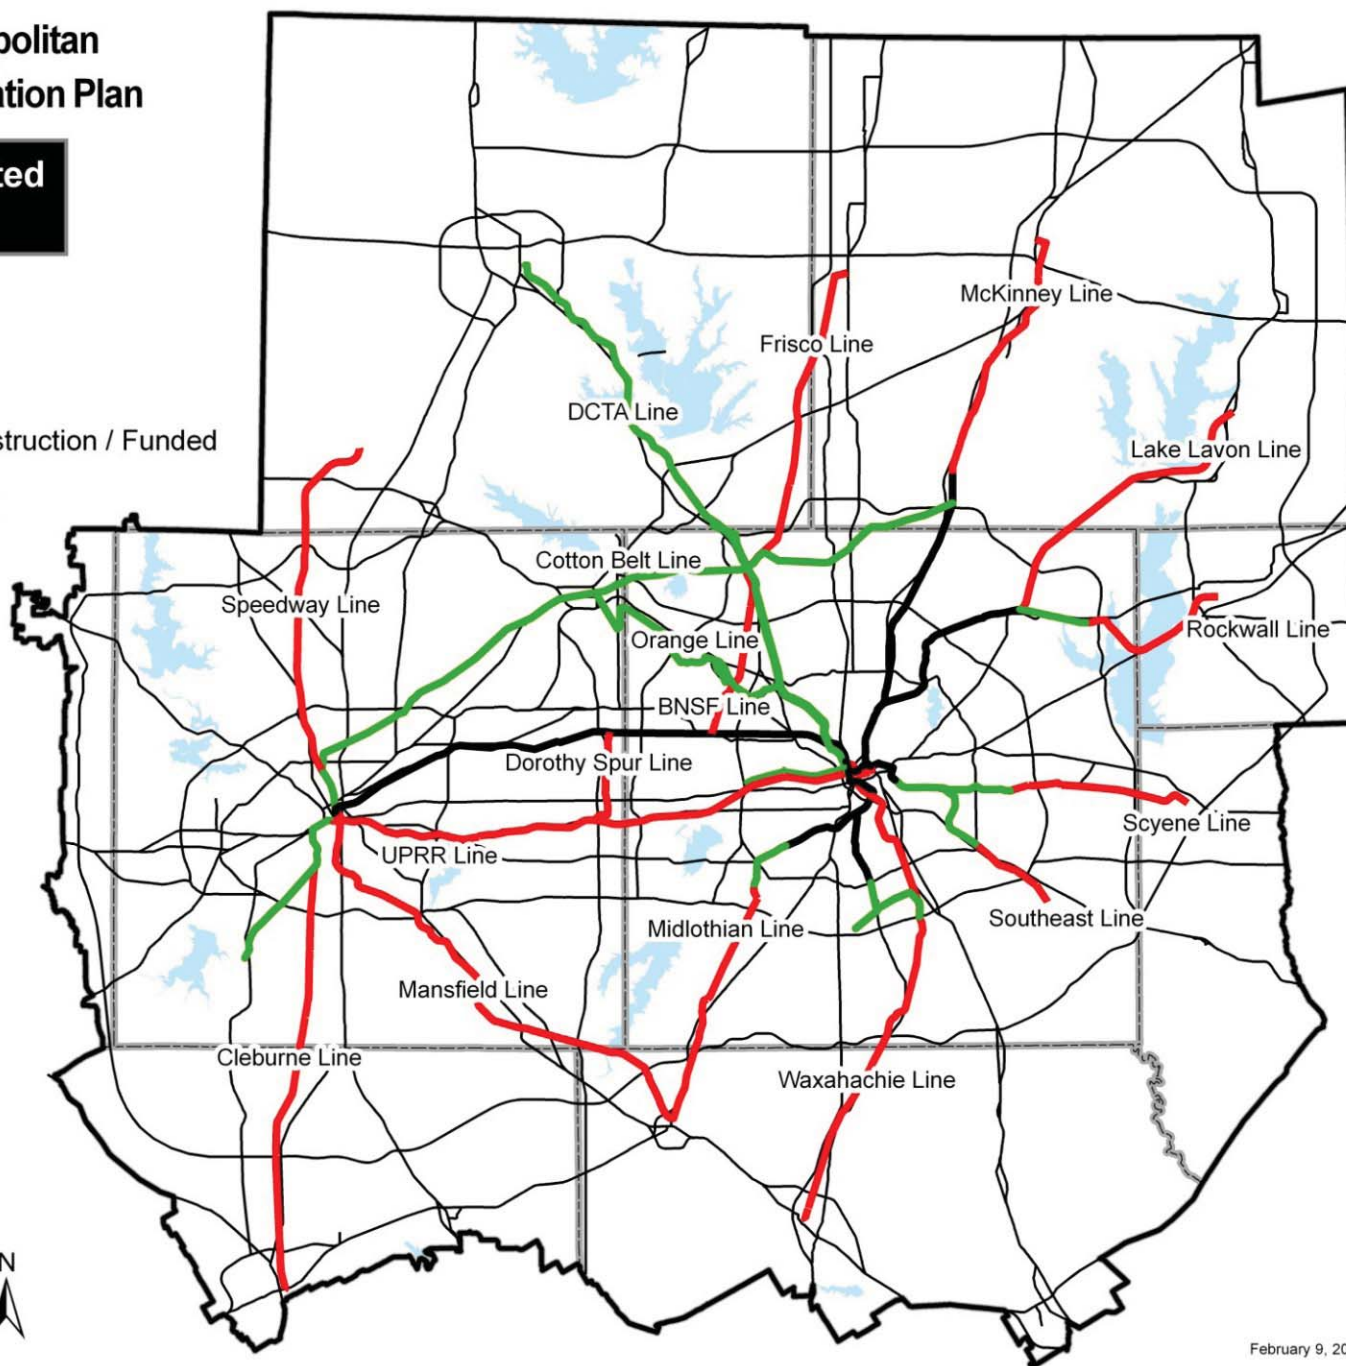 politan
ation Plan
ted
struction / Funded
McKinney Line
Frisco Line
DCTA Line
Lake Lavon Line
Cotton Belt Line
Speedway Line
Orange Line
Rockwall Line
BNSF Line
Dorothy Spur Line
Scyene Line
UPRR Line
Southeast Line
Midlothian Line
Mansfield Line
Cleburne Line
Waxahachie Line
N
February 9, 20